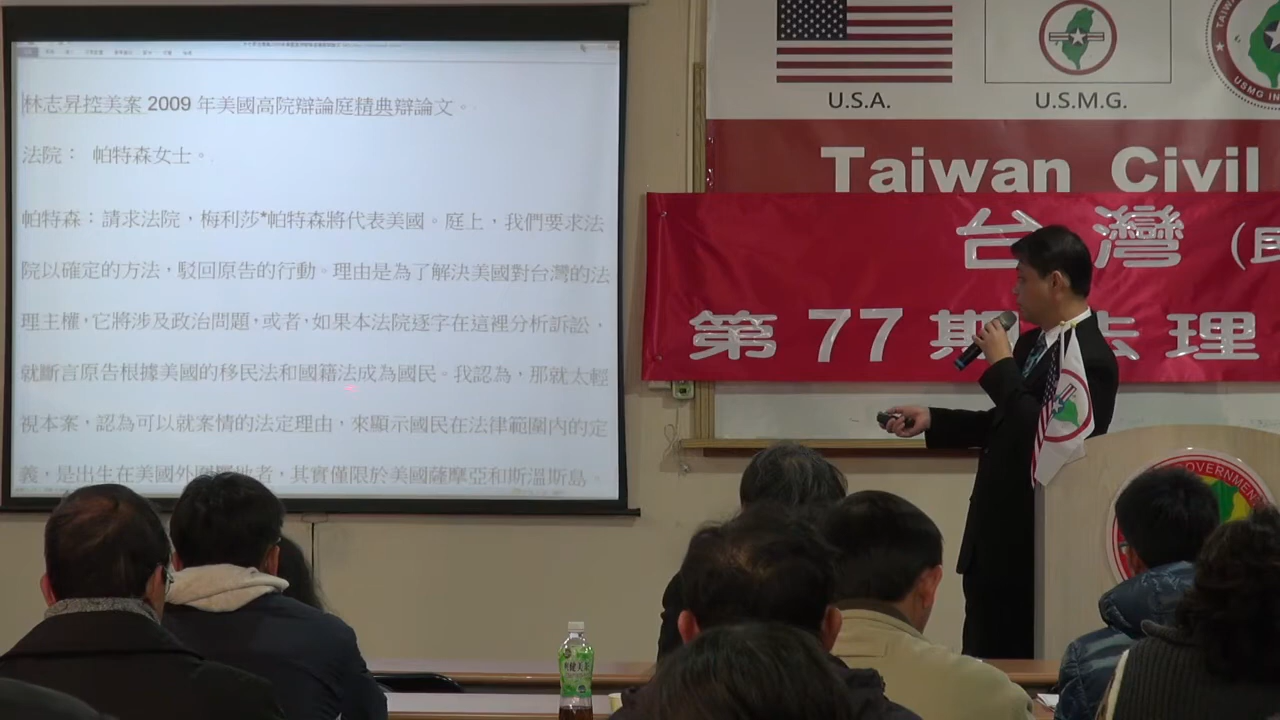 林志昇控美案 2009 年美國高院辯論庭精典辯論文。
法院： 帕特森女士。
帕特森：請求法院，梅利莎*帕特森將代表美國。庭上，我們要求法
院以確定的方法，駁回原告的行動。理由是為了解決美國對台灣的法
理主權，它將涉及政治問題，或者，如果本法院逐字在這裡分析訴訟，
就斷言原告根據美國的移民法和國籍法成為國民。我認為，那就太輕
視本案，認為可以就案情的法定理由，來顯示國民在法律範圍內的定
義，是出生在美國外圍屬地者，其實僅限於美國薩摩亞和斯溫斯島
U.S.A.
U.S.M.G.
USMG IN
Taiwan Civil
台灣
第77期法理
GOVERNMENT